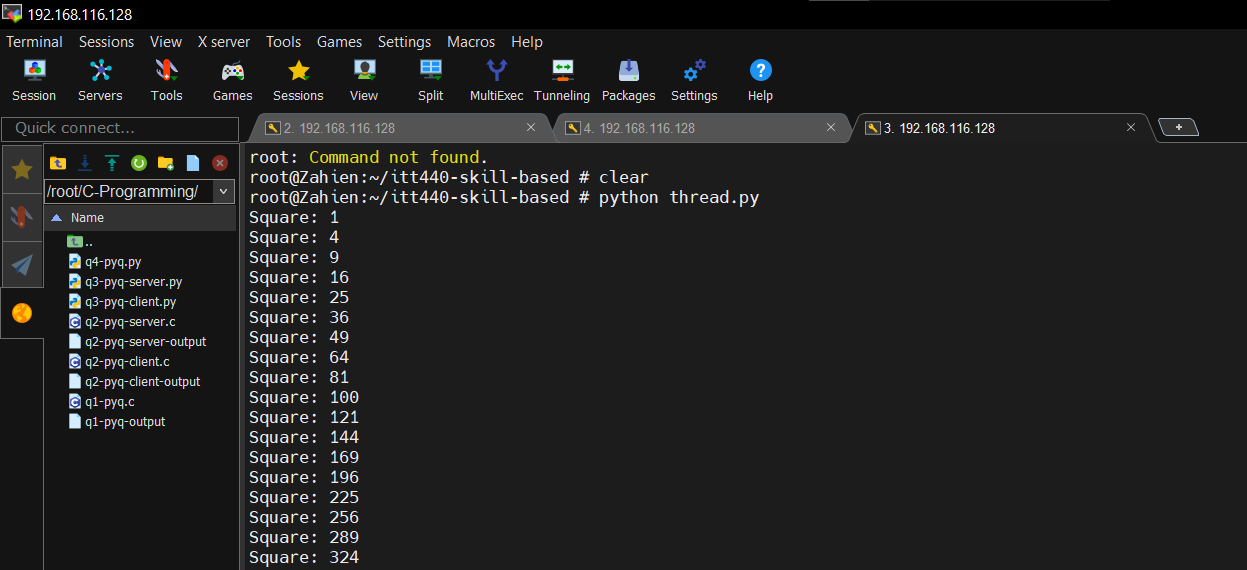 192.168.116.128
Terminal Sessions View X server Tools Games Settings Macros Help
Session Servers Tools Games Sessions View Split MultiExec Tunneling Packages Settings Help
Quick connect...
2. 192.168.116.128
4. 192.168.116.128
3. 192.168.116.128
/root/C-Programming/
Name
..
q4-pyq.py
q3-pyq-server.py
q3-pyq-client.py
q2-pyq-server.c
q2-pyq-server-output
q2-pyq-client.c
q2-pyq-client-output
q1-pyq.c
q1-pyq-output
root: Command not found.
root@Zahien:~/itt440-skill-based # clear
root@Zahien:~/itt440-skill-based # python thread.py
Square: 1
Square: 4
Square: 9
Square: 16
Square: 25
Square: 36
Square: 49
Square: 64
Square: 81
Square: 100
Square: 121
Square: 144
Square: 169
Square: 196
Square: 225
Square: 256
Square: 289
Square: 324